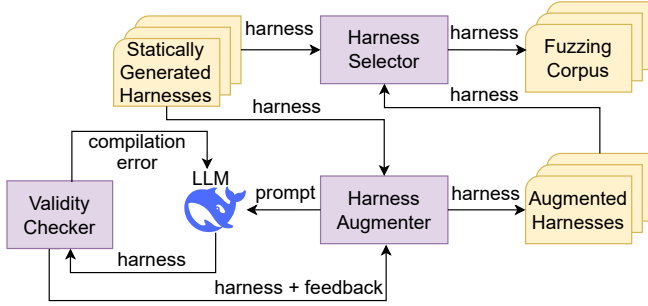 Statically
Generated
Harnesses
harness
Harness
Selector
harness
Fuzzing
Corpus
harness
harness
compilation
error
LLM
Validity
Checker
prompt
Harness
Augmenter
harness
Augmented
Harnesses
harness
harness + feedback